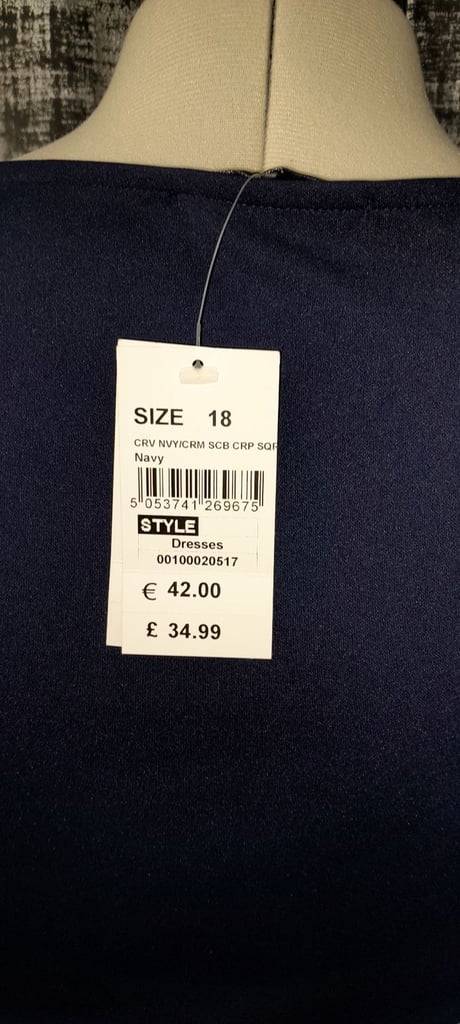 SIZE 18
CRV NVY/CRM SCB CRP SQR
Navy
5 053741 269675
STYLE
Dresses
00100020517
€ 42.00
£ 34.99